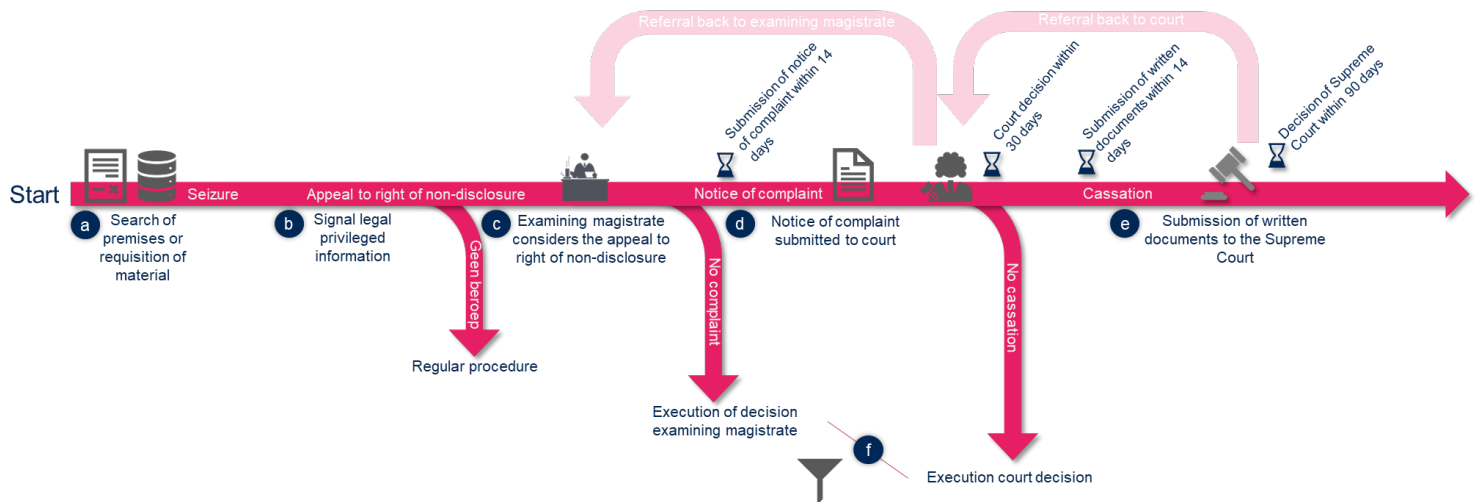 Referral back to examining magistrate
Referral back to court
Submission of notice
of complaint within 14
days
Court decision within
30 days
Submission of written
documents within 14
days
Decision of Supreme
Court within 90 days
Start
Seizure
Appeal to right of non-disclosure
Notice of complaint
Cassation
a
Search of
premises or
requisition of
material
b
Signal legal
privileged
information
c
Examining magistrate
considers the appeal to
right of non-disclosure
d
Notice of complaint
submitted to court
e
Submission of written
documents to the Supreme
Court
Geen beroep
No complaint
No cassation
Regular procedure
Execution of decision
examining magistrate
f
Execution court decision